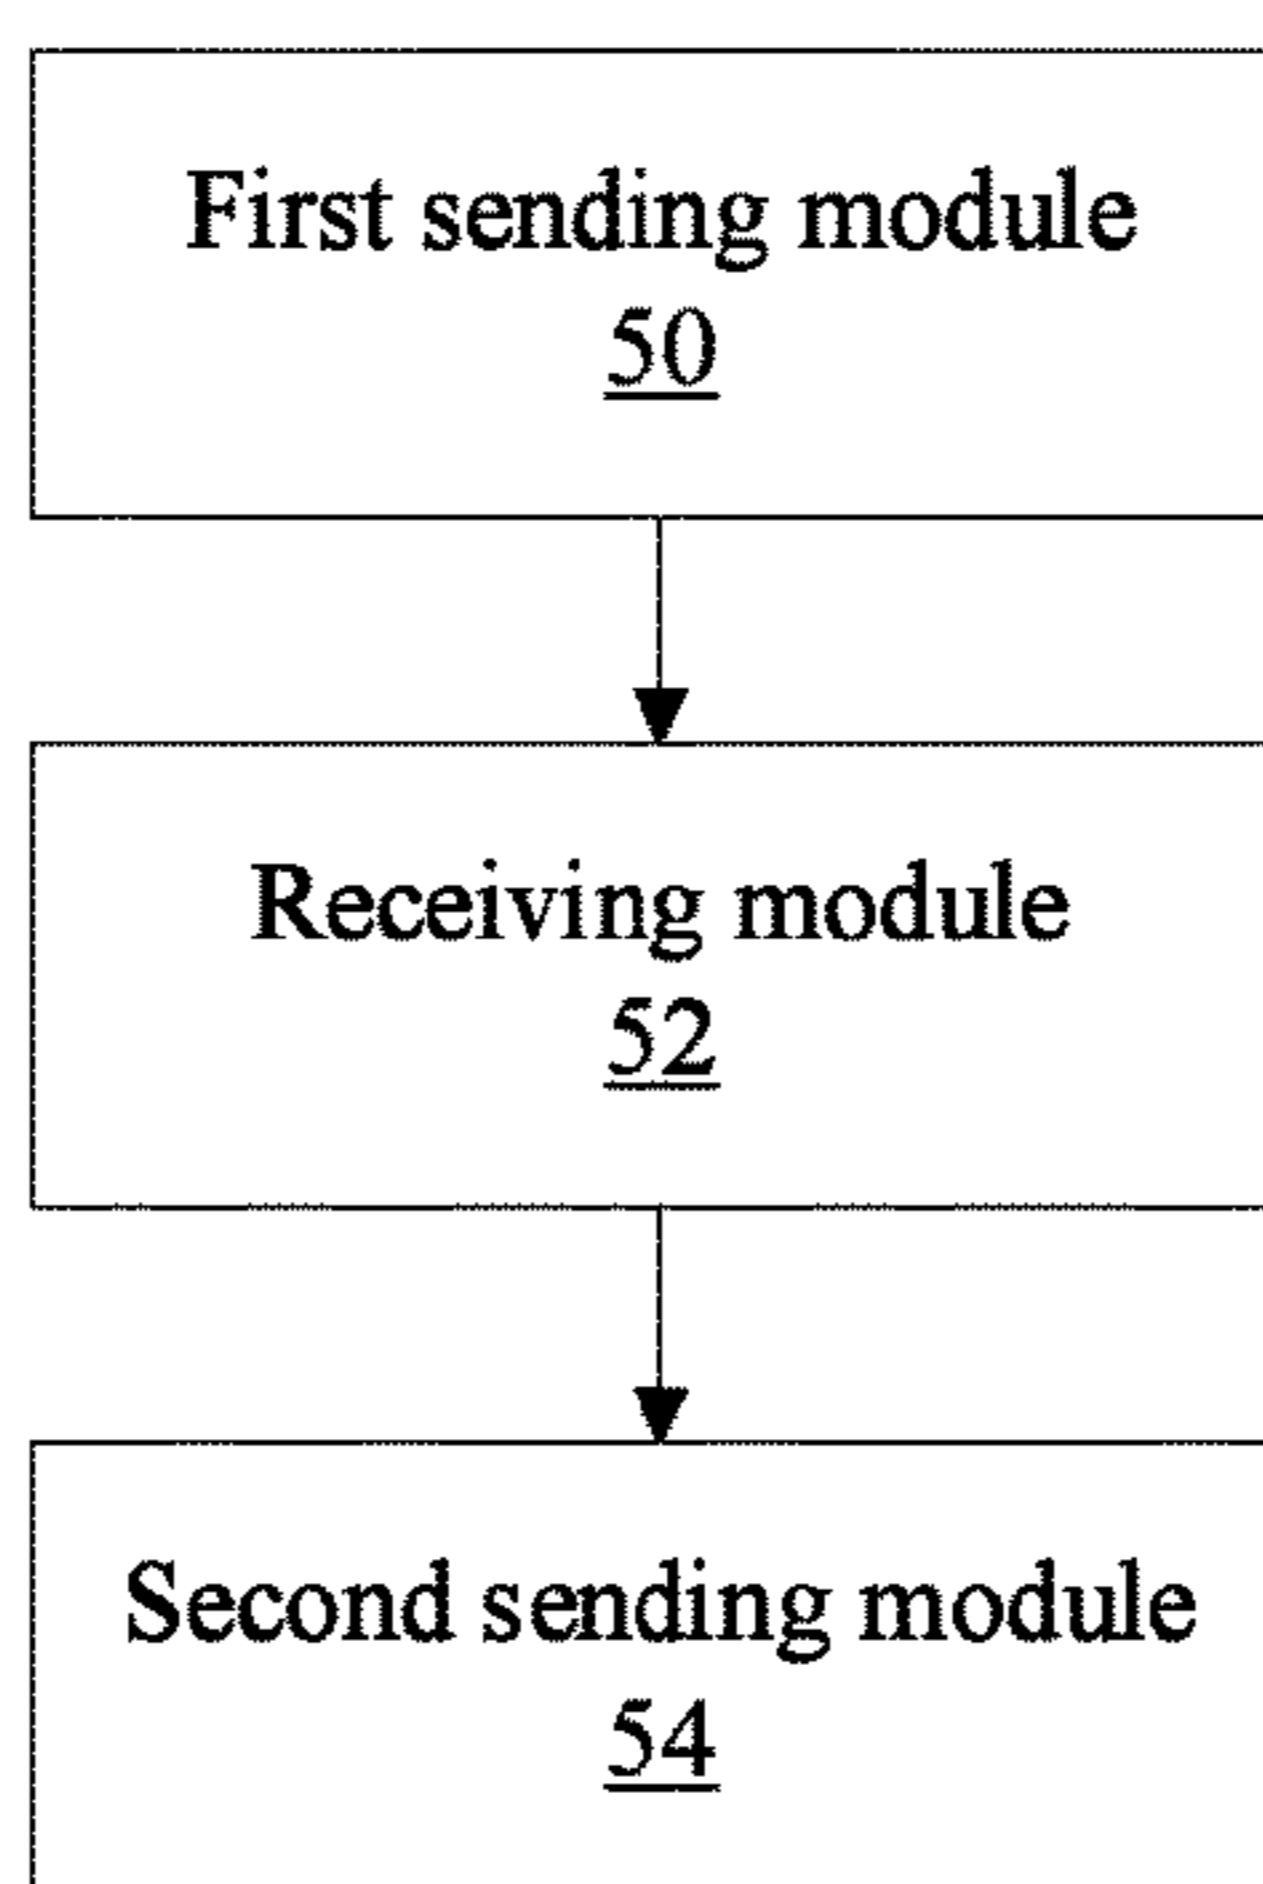 First sending module
50
Receiving module
52
Second sending module
54